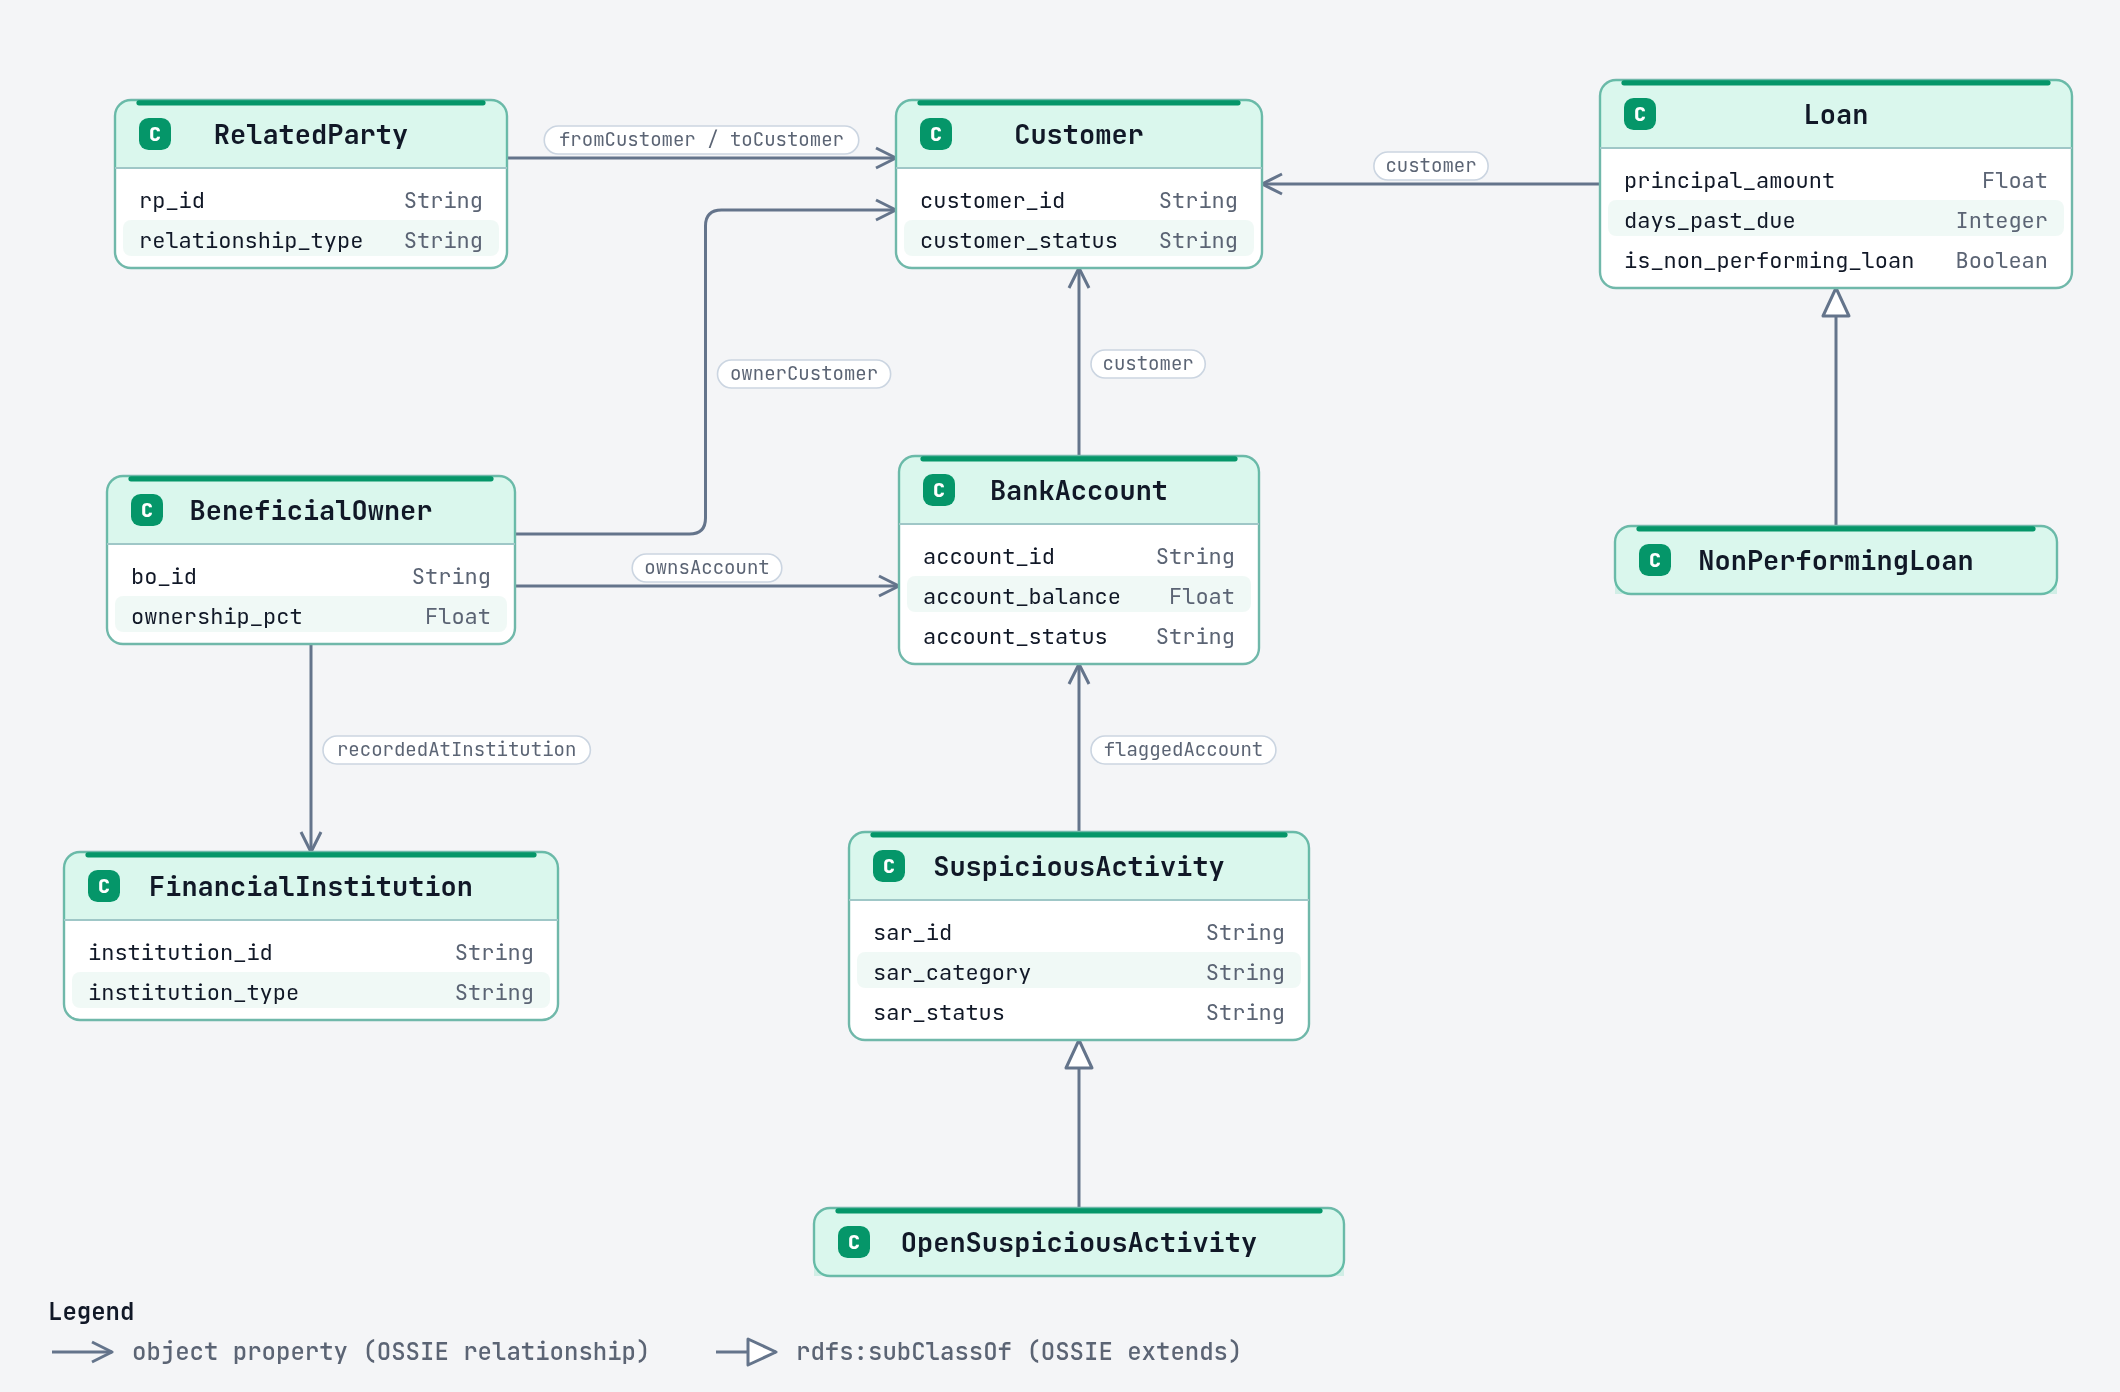 C RelatedParty
rp_id String
relationship_type String
fromCustomer / toCustomer
C Customer
customer_id String
customer_status String
customer
C Loan
principal_amount Float
days_past_due Integer
is_non_performing_loan Boolean
ownerCustomer
customer
C BeneficialOwner
bo_id String
ownership_pct Float
ownsAccount
C BankAccount
account_id String
account_balance Float
account_status String
C NonPerformingLoan
recordedAtInstitution
flaggedAccount
C FinancialInstitution
institution_id String
institution_type String
C SuspiciousActivity
sar_id String
sar_category String
sar_status String
C OpenSuspiciousActivity
Legend
object property (OSSIE relationship)
rdfs:subClassOf (OSSIE extends)